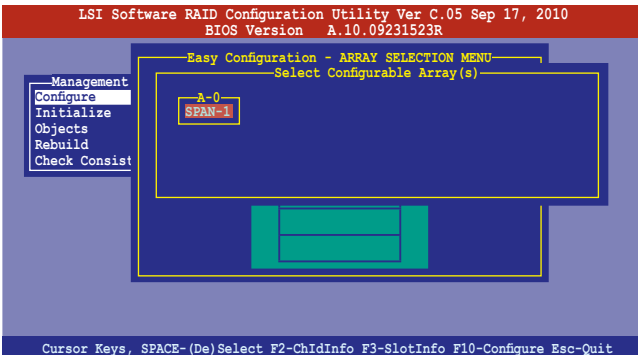 LSI Software RAID Configuration Utility Ver C.05 Sep 17, 2010
BIOS Version A.10.09231523R
Easy Configuration - ARRAY SELECTION MENU
Select Configurable Array(s)
Management
Configure
Initialize
Objects
Rebuild
Check Consist
A-0
SPAN-1
Cursor Keys, SPACE-(De)Select F2-ChIdInfo F3-SlotInfo F10-Configure Esc-Quit